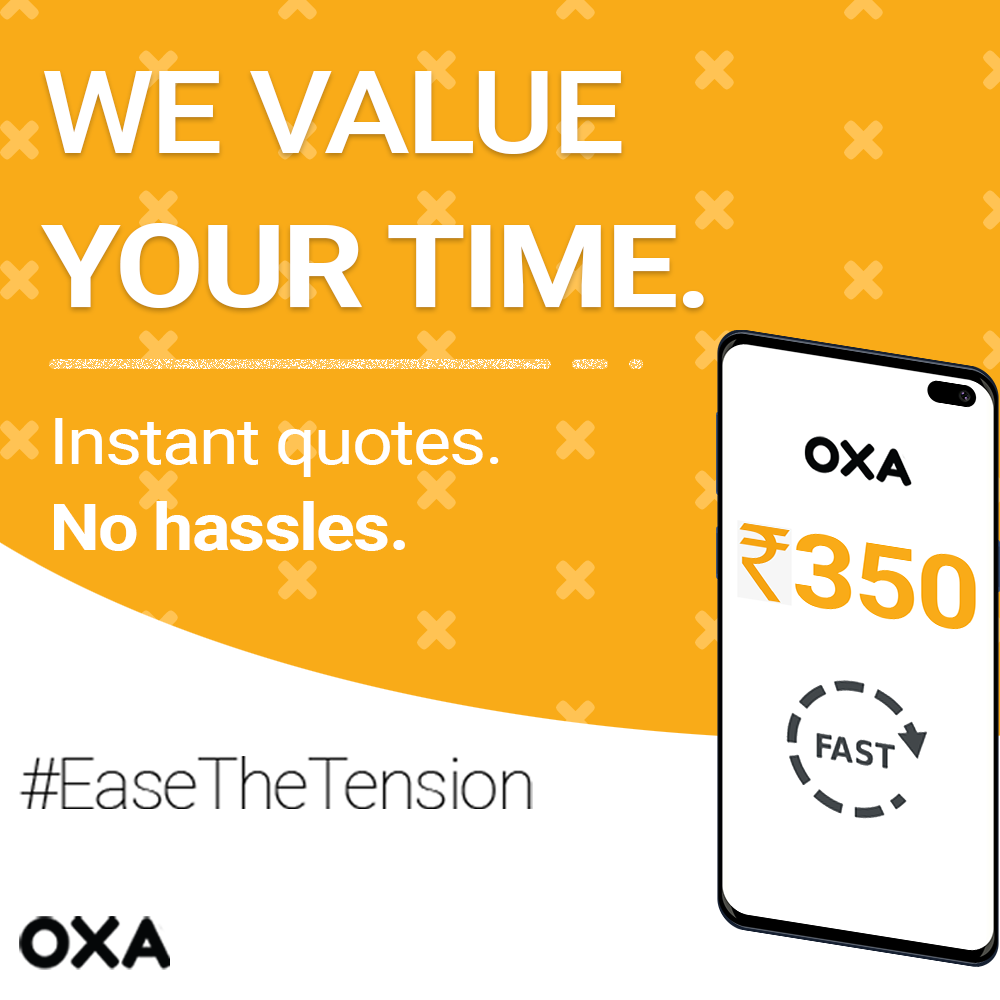 WE VALUE
YOUR TIME.
Instant quotes.
No hassles.
OXA
₹350
FAST
#EaseTheTension
OXA